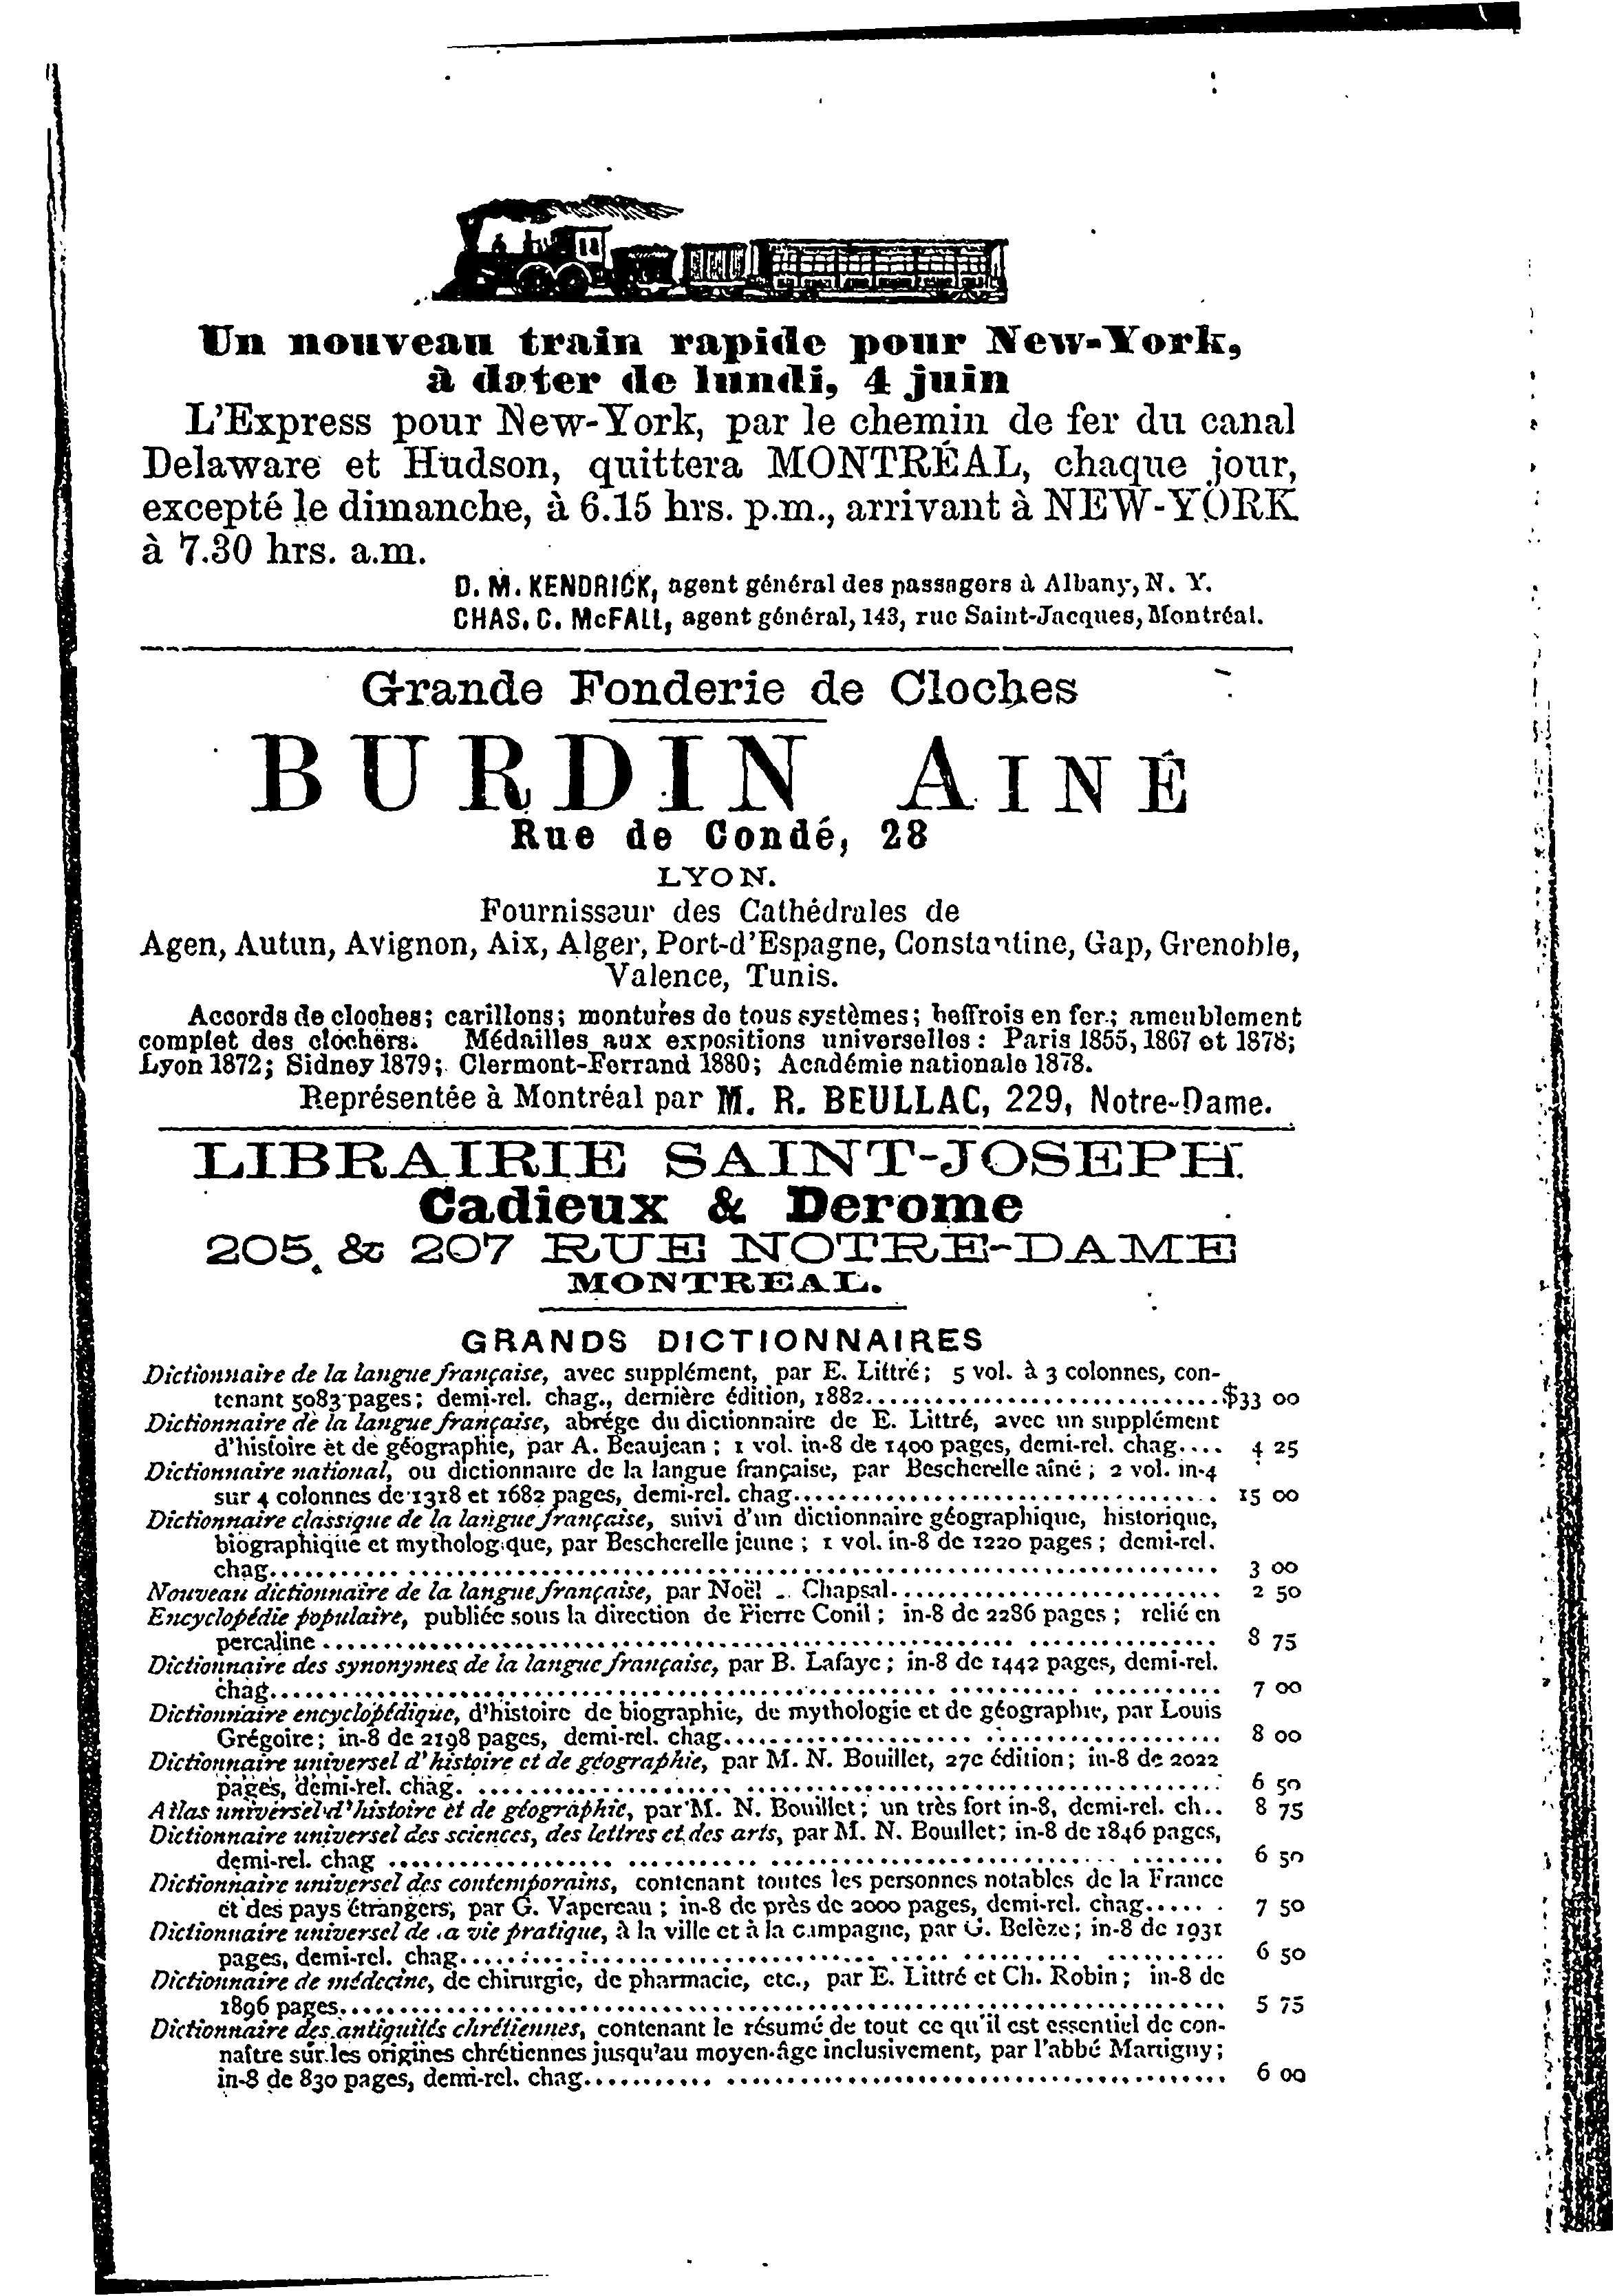 Un nouveau train rapide pour New-York,
à dater de lundi, 4 juin
L'Express pour New-York, par le chemin de fer du canal
Delaware et Hudson, quittera MONTRÉAL, chaque jour,
excepté le dimanche, à 6.15 hrs. p.m., arrivant à NEW-YORK
à 7.30 hrs. a.m.
D. M. KENDRICK, agent général des passagers à Albany, N. Y.
CHAS. C. McFALL, agent général, 143, rue Saint-Jacques, Montréal.
Grande Fonderie de Cloches
BURDIN AINÉ
Rue de Condé, 28
LYON.
Fournisseur des Cathédrales de
Agen, Autun, Avignon, Aix, Alger, Port-d'Espagne, Constantine, Gap, Grenoble,
Valence, Tunis.
Accords de cloches; carillons; montures de tous systèmes; beffrois en fer; ameublement
complet des clochers. Médailles aux expositions universelles : Paris 1855, 1867 et 1878;
Lyon 1872; Sidney 1879; Clermont-Ferrand 1880; Académie nationale 1878.
Représentée à Montréal par M. R. BEULLAC, 229, Notre-Dame.
LIBRAIRIE SAINT-JOSEPH
Cadieux & Derome
205 & 207 RUE NOTRE-DAME
MONTREAL.
GRANDS DICTIONNAIRES
Dictionnaire de la langue française, avec supplément, par E. Littré; 5 vol. à 3 colonnes, con-
tenant 5083 pages; demi-rel. chag., dernière édition, 1882.................................$33 00
Dictionnaire de la langue française, abrégé du dictionnaire de E. Littré, avec un supplément
d'histoire et de géographie, par A. Beaujean; 1 vol. in-8 de 1400 pages, demi-rel. chag.... 4 25
Dictionnaire national, ou dictionnaire de la langue française, par Bescherelle aîné; 2 vol. in-4
sur 4 colonnes de 1318 et 1682 pages, demi-rel. chag....................................... 15 00
Dictionnaire classique de la langue française, suivi d'un dictionnaire géographique, historique,
biographique et mythologique, par Bescherelle jeune; 1 vol. in-8 de 1220 pages; demi-rel.
chag................................................................................. 3 00
Nouveau dictionnaire de la langue française, par Noël Chapsal............................... 2 50
Encyclopédie populaire, publiée sous la direction de Pierre Conil; in-8 de 2286 pages; relié en
percaline............................................................................ 8 75
Dictionnaire des synonymes de la langue française, par B. Lafaye; in-8 de 1442 pages, demi-rel.
chag................................................................................. 7 00
Dictionnaire encyclopédique, d'histoire de biographie, de mythologie et de géographie, par Louis
Grégoire; in-8 de 2198 pages, demi-rel. chag............................................... 8 00
Dictionnaire universel d'histoire et de géographie, par M. N. Bouillet, 27e édition; in-8 de 2022
pages, demi-rel. chag...................................................................... 6 50
Atlas universel d'histoire et de géographie, par M. N. Bouillet; un très fort in-8, demi-rel. ch.. 8 75
Dictionnaire universel des sciences, des lettres et des arts, par M. N. Bouillet; in-8 de 1846 pages,
demi-rel. chag............................................................................ 6 50
Dictionnaire universel des contemporains, contenant toutes les personnes notables de la France
et des pays étrangers, par G. Vapereau; in-8 de près de 2000 pages, demi-rel. chag..... 7 50
Dictionnaire universel de la vie pratique, à la ville et à la campagne, par G. Belèze; in-8 de 1931
pages, demi-rel. chag...................................................................... 6 50
Dictionnaire de médecine, de chirurgie, de pharmacie, etc., par E. Littré et Ch. Robin; in-8 de
1896 pages................................................................................ 5 75
Dictionnaire des antiquités chrétiennes, contenant le résumé de tout ce qu'il est essentiel de con-
naître sur les origines chrétiennes jusqu'au moyen-âge inclusivement, par l'abbé Martigny;
in-8 de 830 pages, demi-rel. chag.......................................................... 6 00